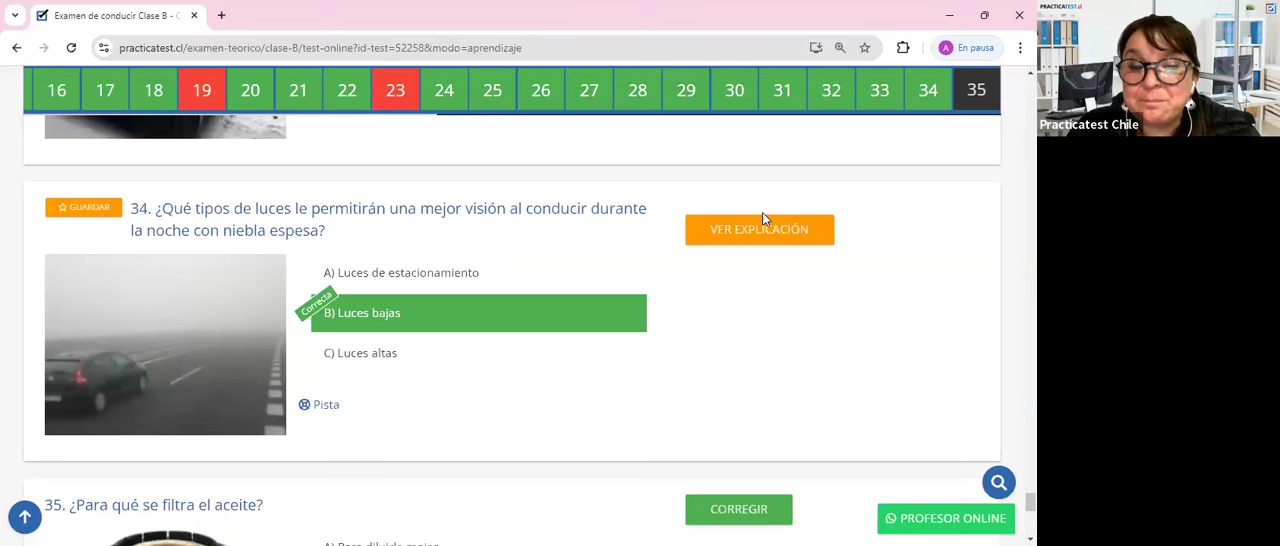 Examen de conducir Clase B - C
practicatest.cl/examen-teorico/clase-B/test-online?id-test=52258&modo=aprendizaje
A En pausa
16 17 18 19 20 21 22 23 24 25 26 27 28 29 30 31 32 33 34 35
PRACTICATEST.cl
Practicatest Chile
GUARDAR
34. ¿Qué tipos de luces le permitirán una mejor visión al conducir durante
la noche con niebla espesa?
VER EXPLICACIÓN
A) Luces de estacionamiento
Correcta
B) Luces bajas
C) Luces altas
Pista
35. ¿Para qué se filtra el aceite?
CORREGIR
PROFESOR ONLINE
A) Para diluirlo mejor